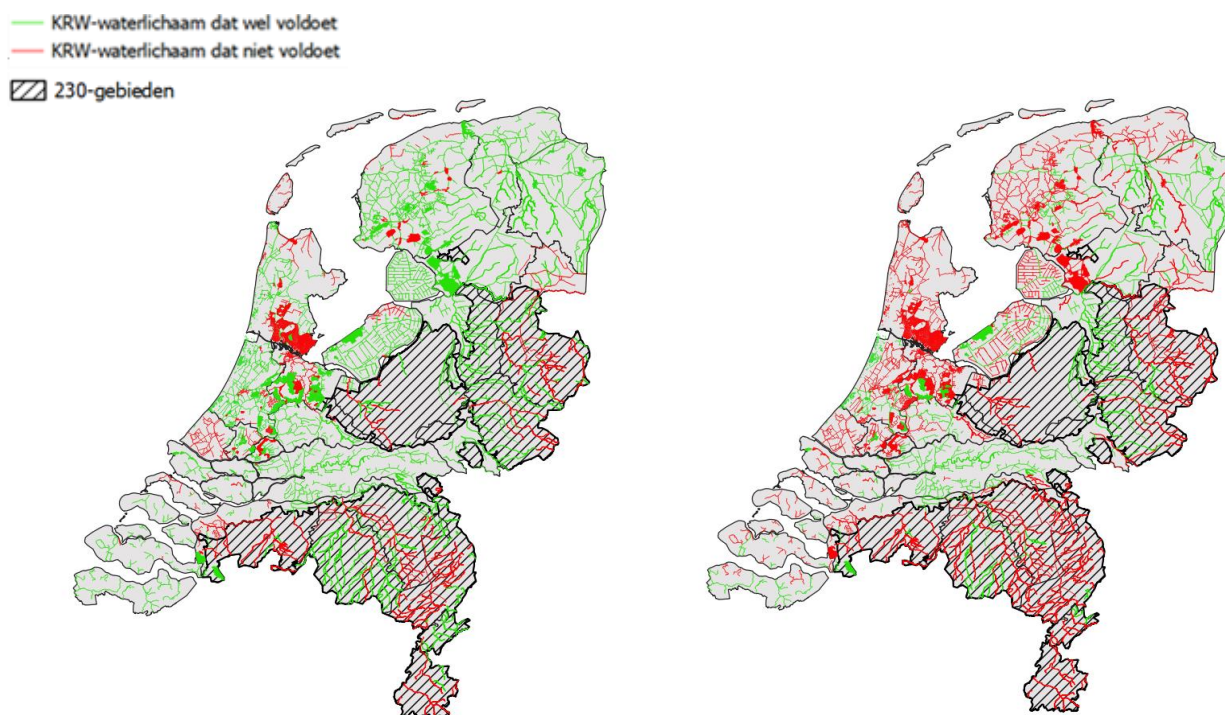 KRW-waterlichaam dat wel voldoet
KRW-waterlichaam dat niet voldoet
230-gebieden